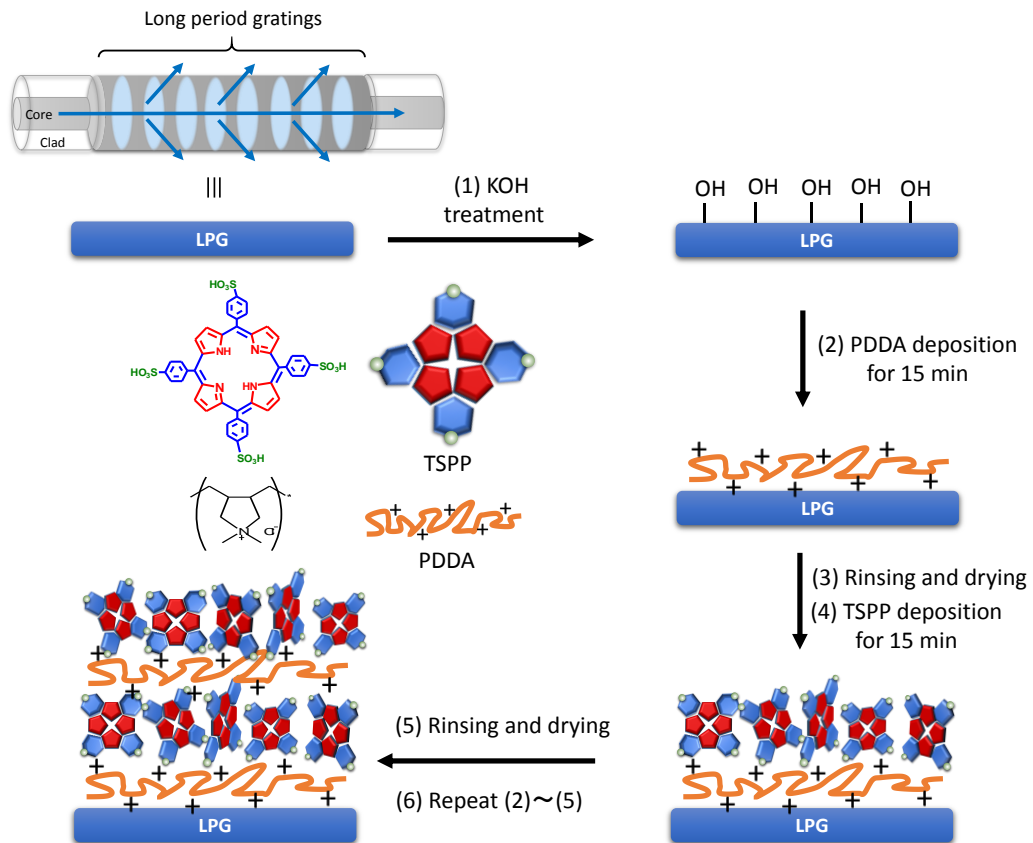 Long period gratings
Core
Clad
|||
LPG
(1) KOH
treatment
OH OH OH OH OH
LPG
(2) PDDA deposition
for 15 min
HO₃S
SO₃H
HO₃S
SO₃H
NH
N
N
HN
TSPP
+ + + + + +
LPG
( N + Cl⁻ )*
+ + + + +
PDDA
(3) Rinsing and drying
(4) TSPP deposition
for 15 min
+ + + + + +
LPG
(5) Rinsing and drying
(6) Repeat (2)～(5)
+ + + + + +
+ + + + + +
LPG